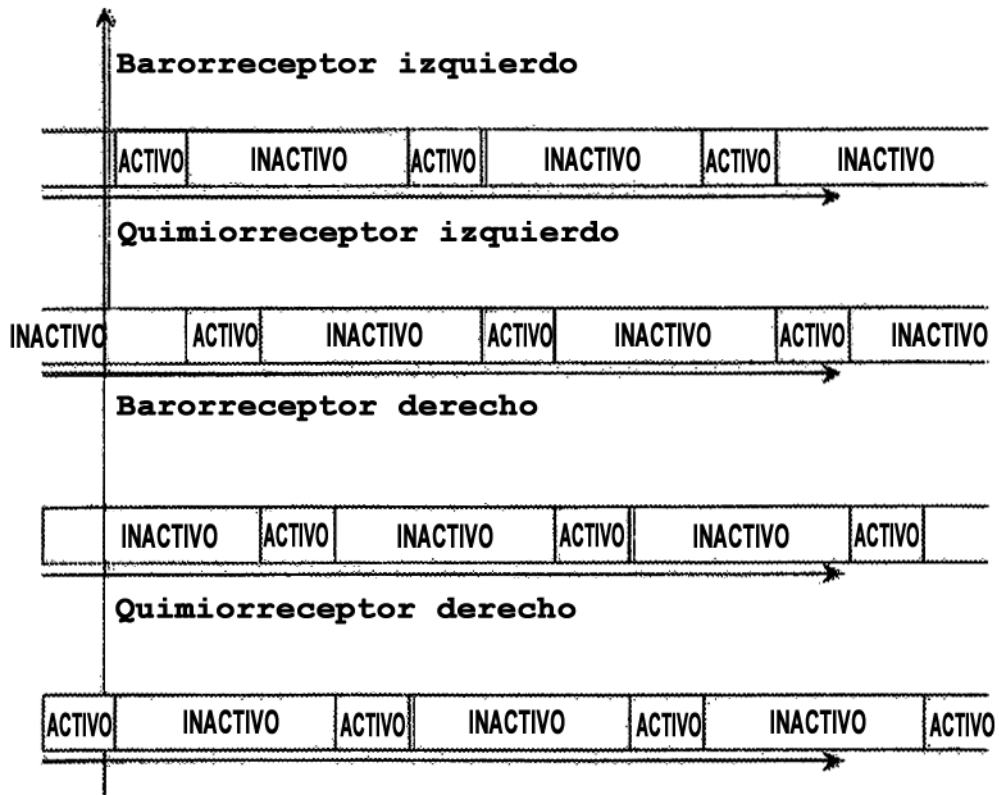 Barorreceptor izquierdo
ACTIVO INACTIVO ACTIVO INACTIVO ACTIVO INACTIVO
Quimiorreceptor izquierdo
INACTIVO ACTIVO INACTIVO ACTIVO INACTIVO ACTIVO INACTIVO
Barorreceptor derecho
INACTIVO ACTIVO INACTIVO ACTIVO INACTIVO ACTIVO
Quimiorreceptor derecho
ACTIVO INACTIVO ACTIVO INACTIVO ACTIVO INACTIVO ACTIVO